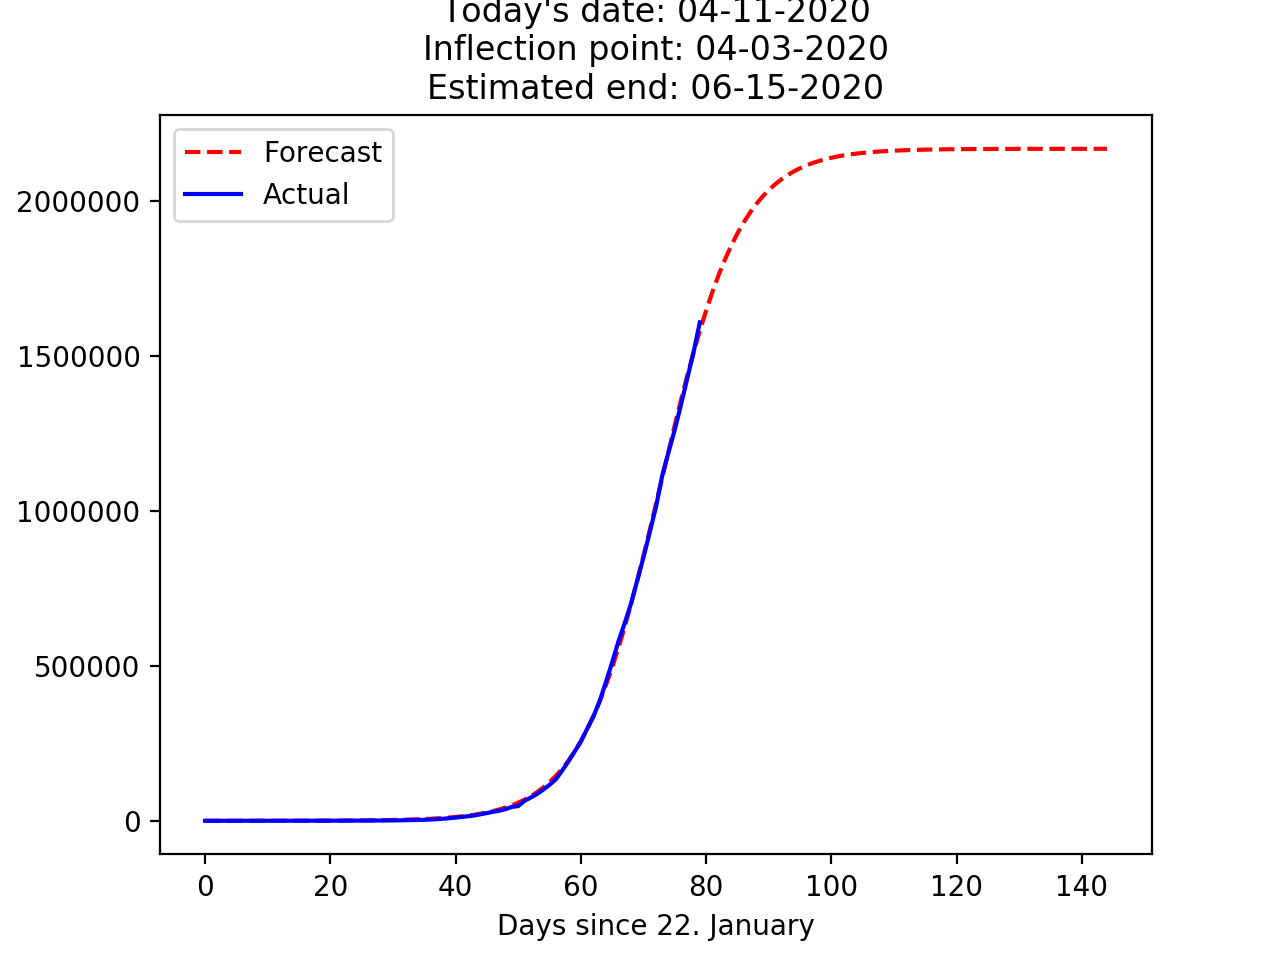 Today's date: 04-11-2020
Inflection point: 04-03-2020
Estimated end: 06-15-2020
Forecast
Actual
2000000
1500000
1000000
500000
0
0 20 40 60 80 100 120 140
Days since 22. January